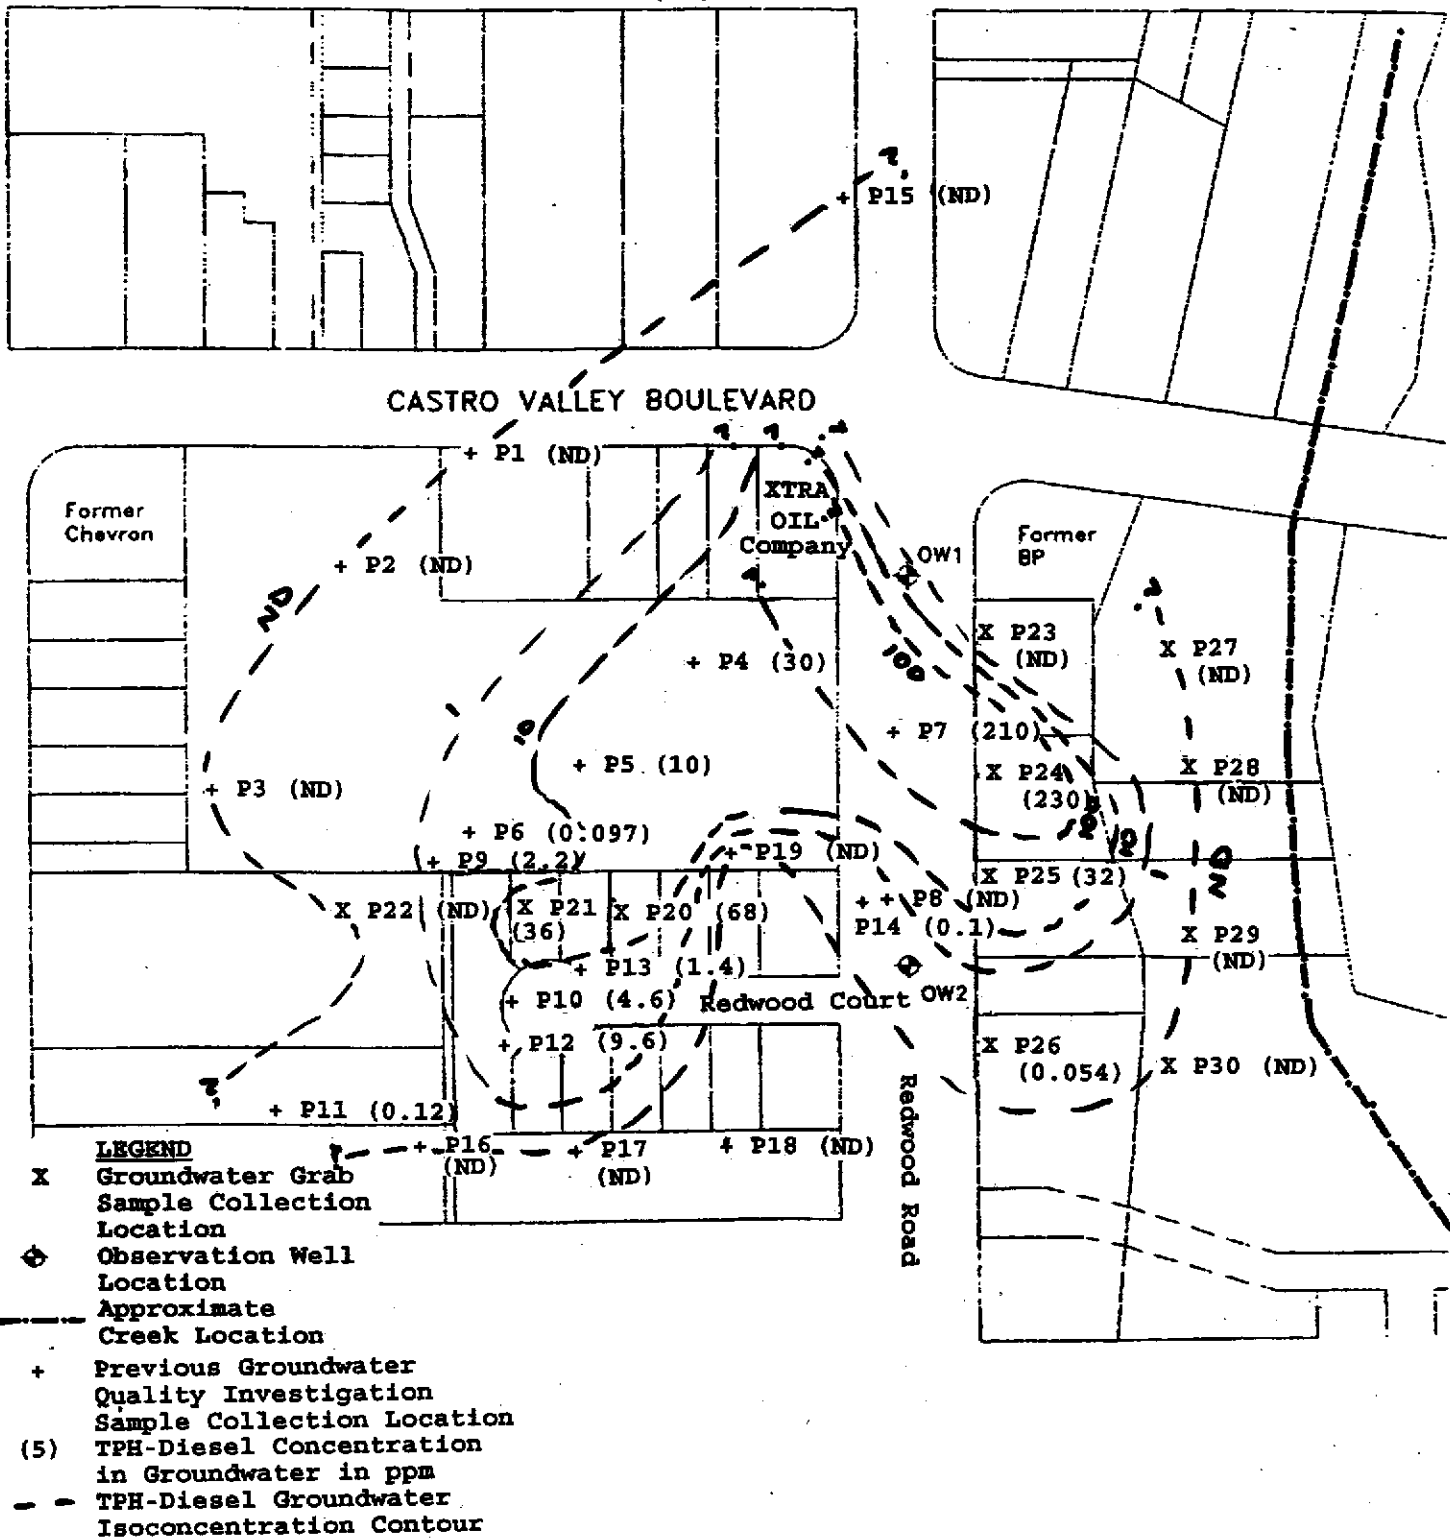 ?
+ P15 (ND)
CASTRO VALLEY BOULEVARD
? ? ?
+ P1 (ND)
Former
Chevron
XTRA
OIL
Company
OW1
Former
BP
+ P2 (ND)
ND
?
?
X P23
(ND)
X P27
(ND)
+ P4 (30)
100
10
+ P7 (210)
+ P5 (10)
X P24
(230)
X P28
(ND)
+ P3 (ND)
100
10
+ P6 (0.097)
+ P9 (2.2)
+ P19 (ND)
ND
X P25 (32)
X P22 (ND)
X P21
(36)
X P20 (68)
+ + P8 (ND)
P14 (0.1)
X P29
(ND)
+ P13 (1.4)
+ P10 (4.6)
Redwood Court
OW2
+ P12 (9.6)
X P26
(0.054)
X P30 (ND)
?
+ P11 (0.12)
Redwood Road
?
+ P16
(ND)
+ P17
(ND)
+ P18 (ND)
LEGEND
X Groundwater Grab
Sample Collection
Location
Observation Well
Location
Approximate
Creek Location
+ Previous Groundwater
Quality Investigation
Sample Collection Location
(5) TPH-Diesel Concentration
in Groundwater in ppm
TPH-Diesel Groundwater
Isoconcentration Contour